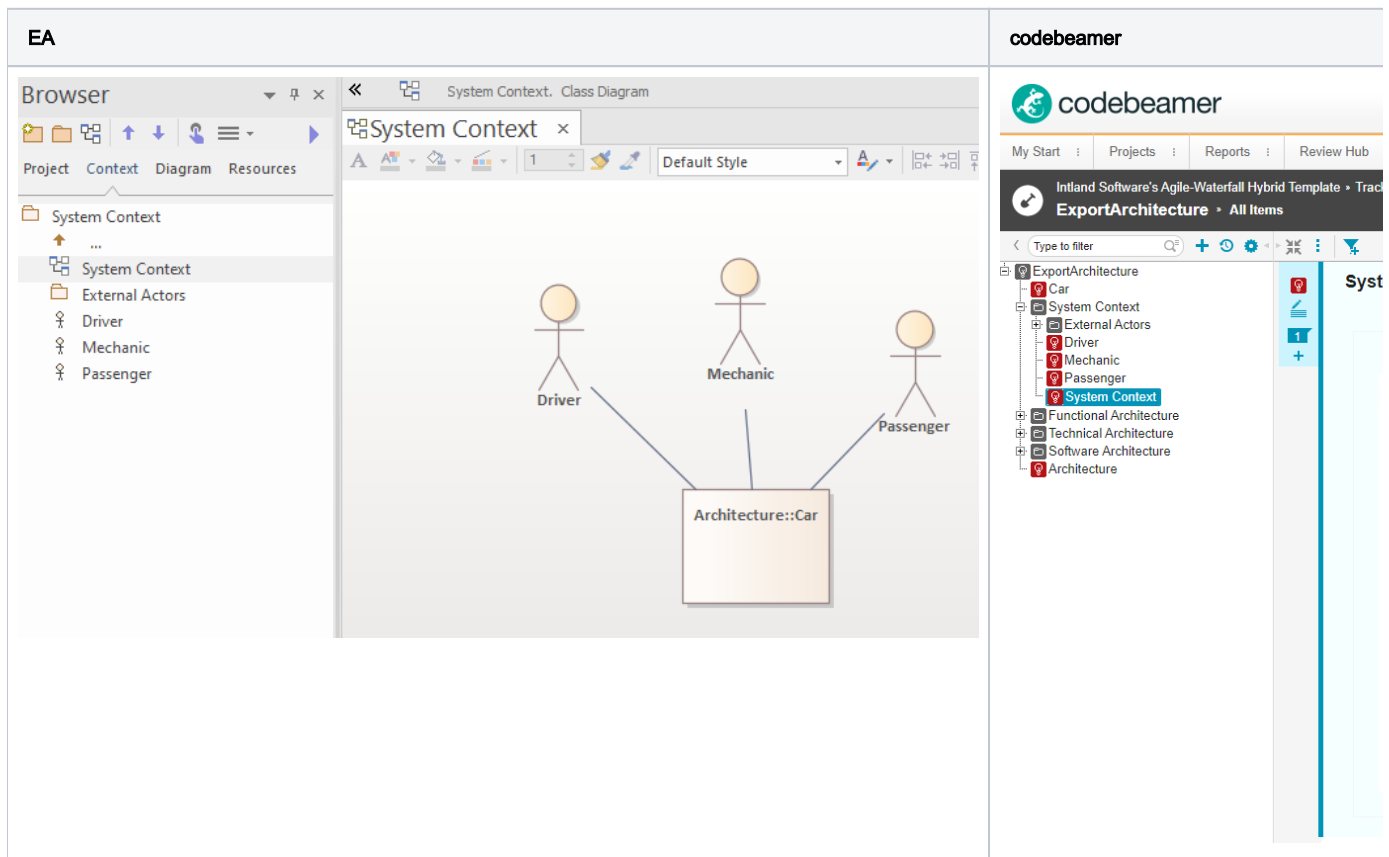 EA
codebeamer
Browser
Project Context Diagram Resources
System Context
...
System Context
External Actors
Driver
Mechanic
Passenger
System Context. Class Diagram
System Context
1 Default Style
Driver
Mechanic
Passenger
Architecture::Car
codebeamer
My Start Projects Reports Review Hub
Intland Software's Agile-Waterfall Hybrid Template » Trac
ExportArchitecture » All Items
Type to filter
ExportArchitecture
Car
System Context
External Actors
Driver
Mechanic
Passenger
System Context
Functional Architecture
Technical Architecture
Software Architecture
Architecture
1
Syst